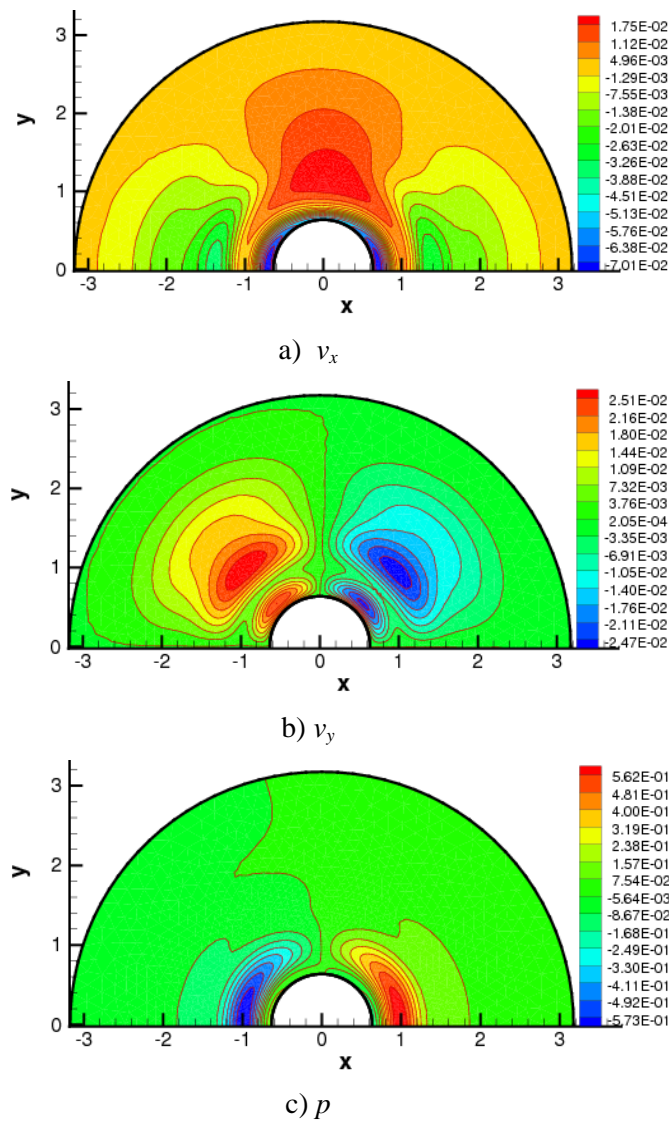 y
3
2
1
0
-3 -2 -1 0 1 2 3
x
1.75E-02
1.12E-02
4.96E-03
-1.29E-03
-7.55E-03
-1.38E-02
-2.01E-02
-2.63E-02
-3.26E-02
-3.88E-02
-4.51E-02
-5.13E-02
-5.76E-02
-6.38E-02
-7.01E-02
a) vₓ
y
3
2
1
0
-3 -2 -1 0 1 2 3
x
2.51E-02
2.16E-02
1.80E-02
1.44E-02
1.09E-02
7.32E-03
3.76E-03
2.05E-04
-3.35E-03
-6.91E-03
-1.05E-02
-1.40E-02
-1.76E-02
-2.11E-02
-2.47E-02
b) v_y
y
3
2
1
0
-3 -2 -1 0 1 2 3
x
5.62E-01
4.81E-01
4.00E-01
3.19E-01
2.38E-01
1.57E-01
7.54E-02
-5.64E-03
-8.67E-02
-1.68E-01
-2.49E-01
-3.30E-01
-4.11E-01
-4.92E-01
-5.73E-01
c) p